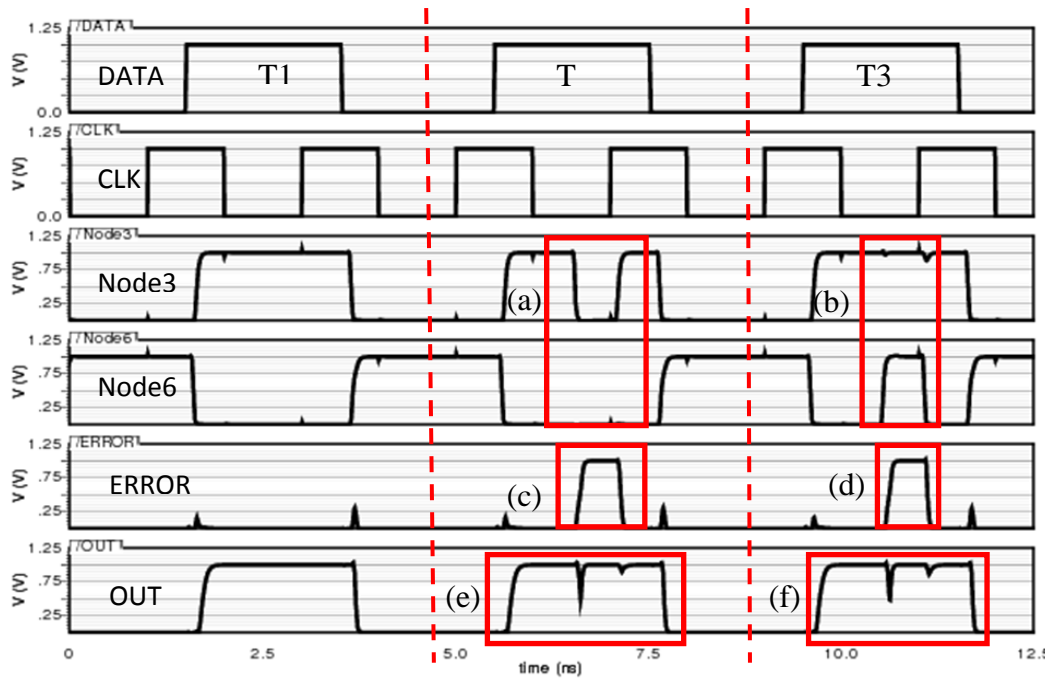 /DATA
1.25
V (V)
0.0
DATA
T1
T
T3
/CLK
1.25
V (V)
0.0
CLK
/Node3
1.25
.75
.25
V (V)
Node3
(a)
(b)
/Node6
1.25
.75
.25
V (V)
Node6
/ERROR
1.25
.75
.25
V (V)
ERROR
(c)
(d)
/OUT
1.25
.75
.25
V (V)
OUT
(e)
(f)
0 2.5 5.0 7.5 10.0 12.5
time (ns)